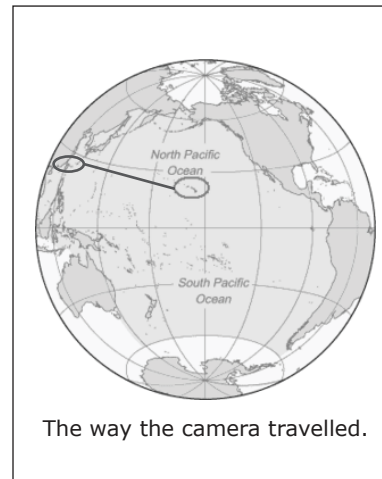 North Pacific
Ocean
South Pacific
Ocean
The way the camera travelled.